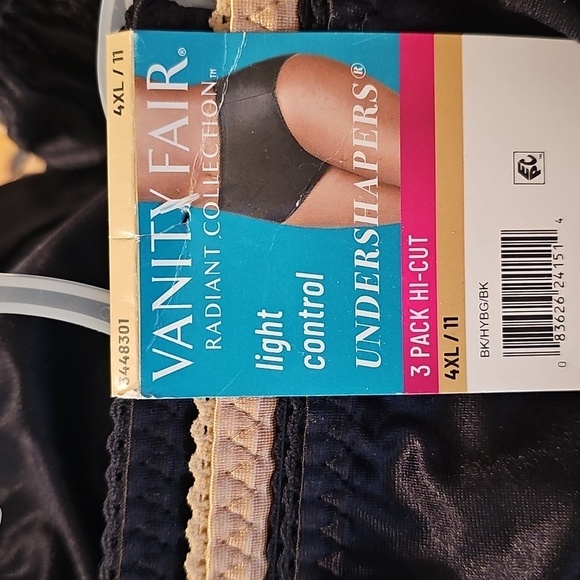 4XL / 11
3448301
VANITY FAIR®
RADIANT COLLECTION™
light
control
UNDERSHAPERS®
3 PACK HI-CUT
4XL / 11
BK/HYBG/BK
0 83626 24151 4